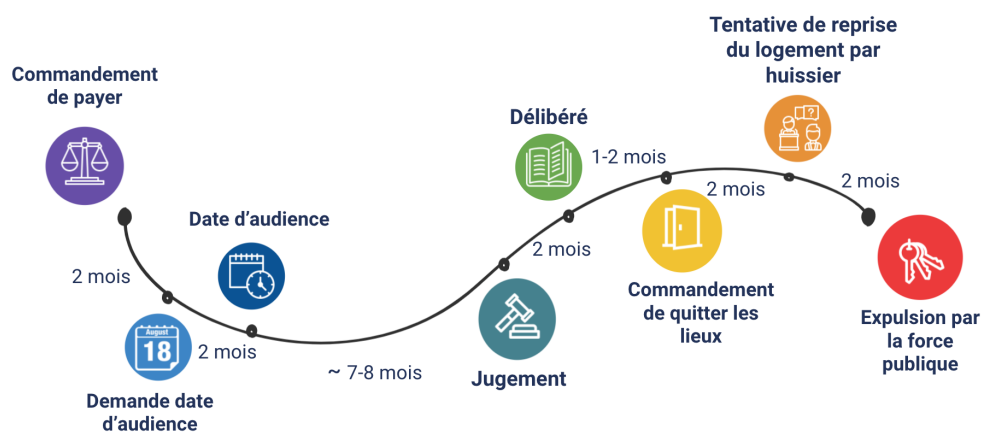 Commandement
de payer
2 mois
August
18
Demande date
d’audience
Date d’audience
2 mois
~ 7-8 mois
Jugement
2 mois
Délibéré
1-2 mois
Commandement
de quitter les
lieux
2 mois
Tentative de reprise
du logement par
huissier
?
2 mois
Expulsion par
la force
publique